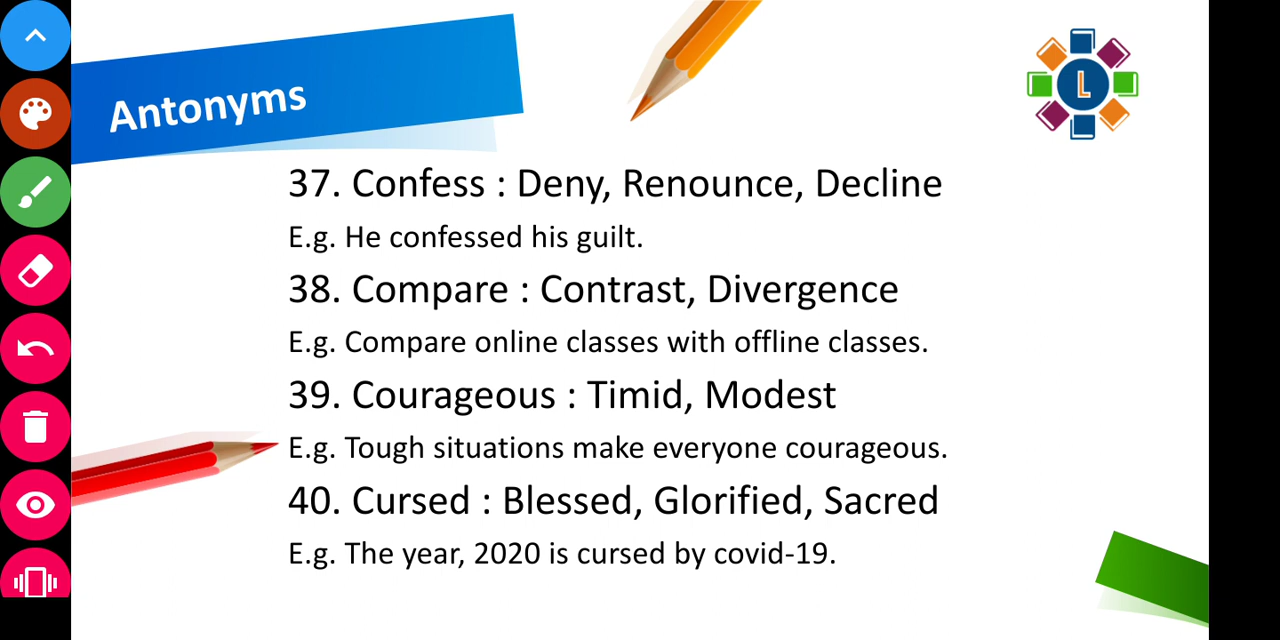 Antonyms
L
37. Confess : Deny, Renounce, Decline
E.g. He confessed his guilt.
38. Compare : Contrast, Divergence
E.g. Compare online classes with offline classes.
39. Courageous : Timid, Modest
E.g. Tough situations make everyone courageous.
40. Cursed : Blessed, Glorified, Sacred
E.g. The year, 2020 is cursed by covid-19.